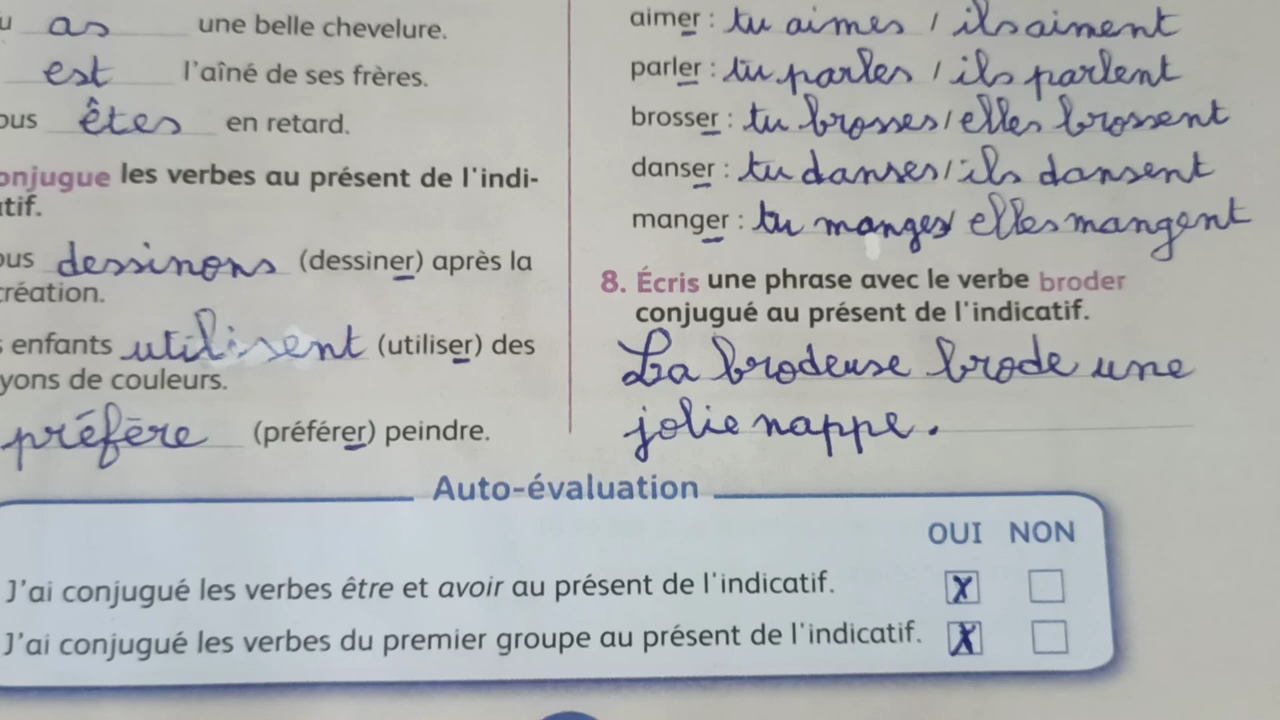 u as une belle chevelure.
est l'aîné de ses frères.
ous êtes en retard.
onjugue les verbes au présent de l'indi-
tif.
ous dessinons (dessiner) après la
création.
s enfants utilisent (utiliser) des
yons de couleurs.
préfère (préférer) peindre.
aimer : tu aimes / ils aiment
parler : tu parles / ils parlent
brosser : tu brosses / elles brossent
danser : tu danses / ils dansent
manger : tu manges / elles mangent
8. Écris une phrase avec le verbe broder
conjugué au présent de l'indicatif.
La brodeuse brode une
jolie nappe.
Auto-évaluation
OUI NON
J'ai conjugué les verbes être et avoir au présent de l'indicatif. X
J'ai conjugué les verbes du premier groupe au présent de l'indicatif. X